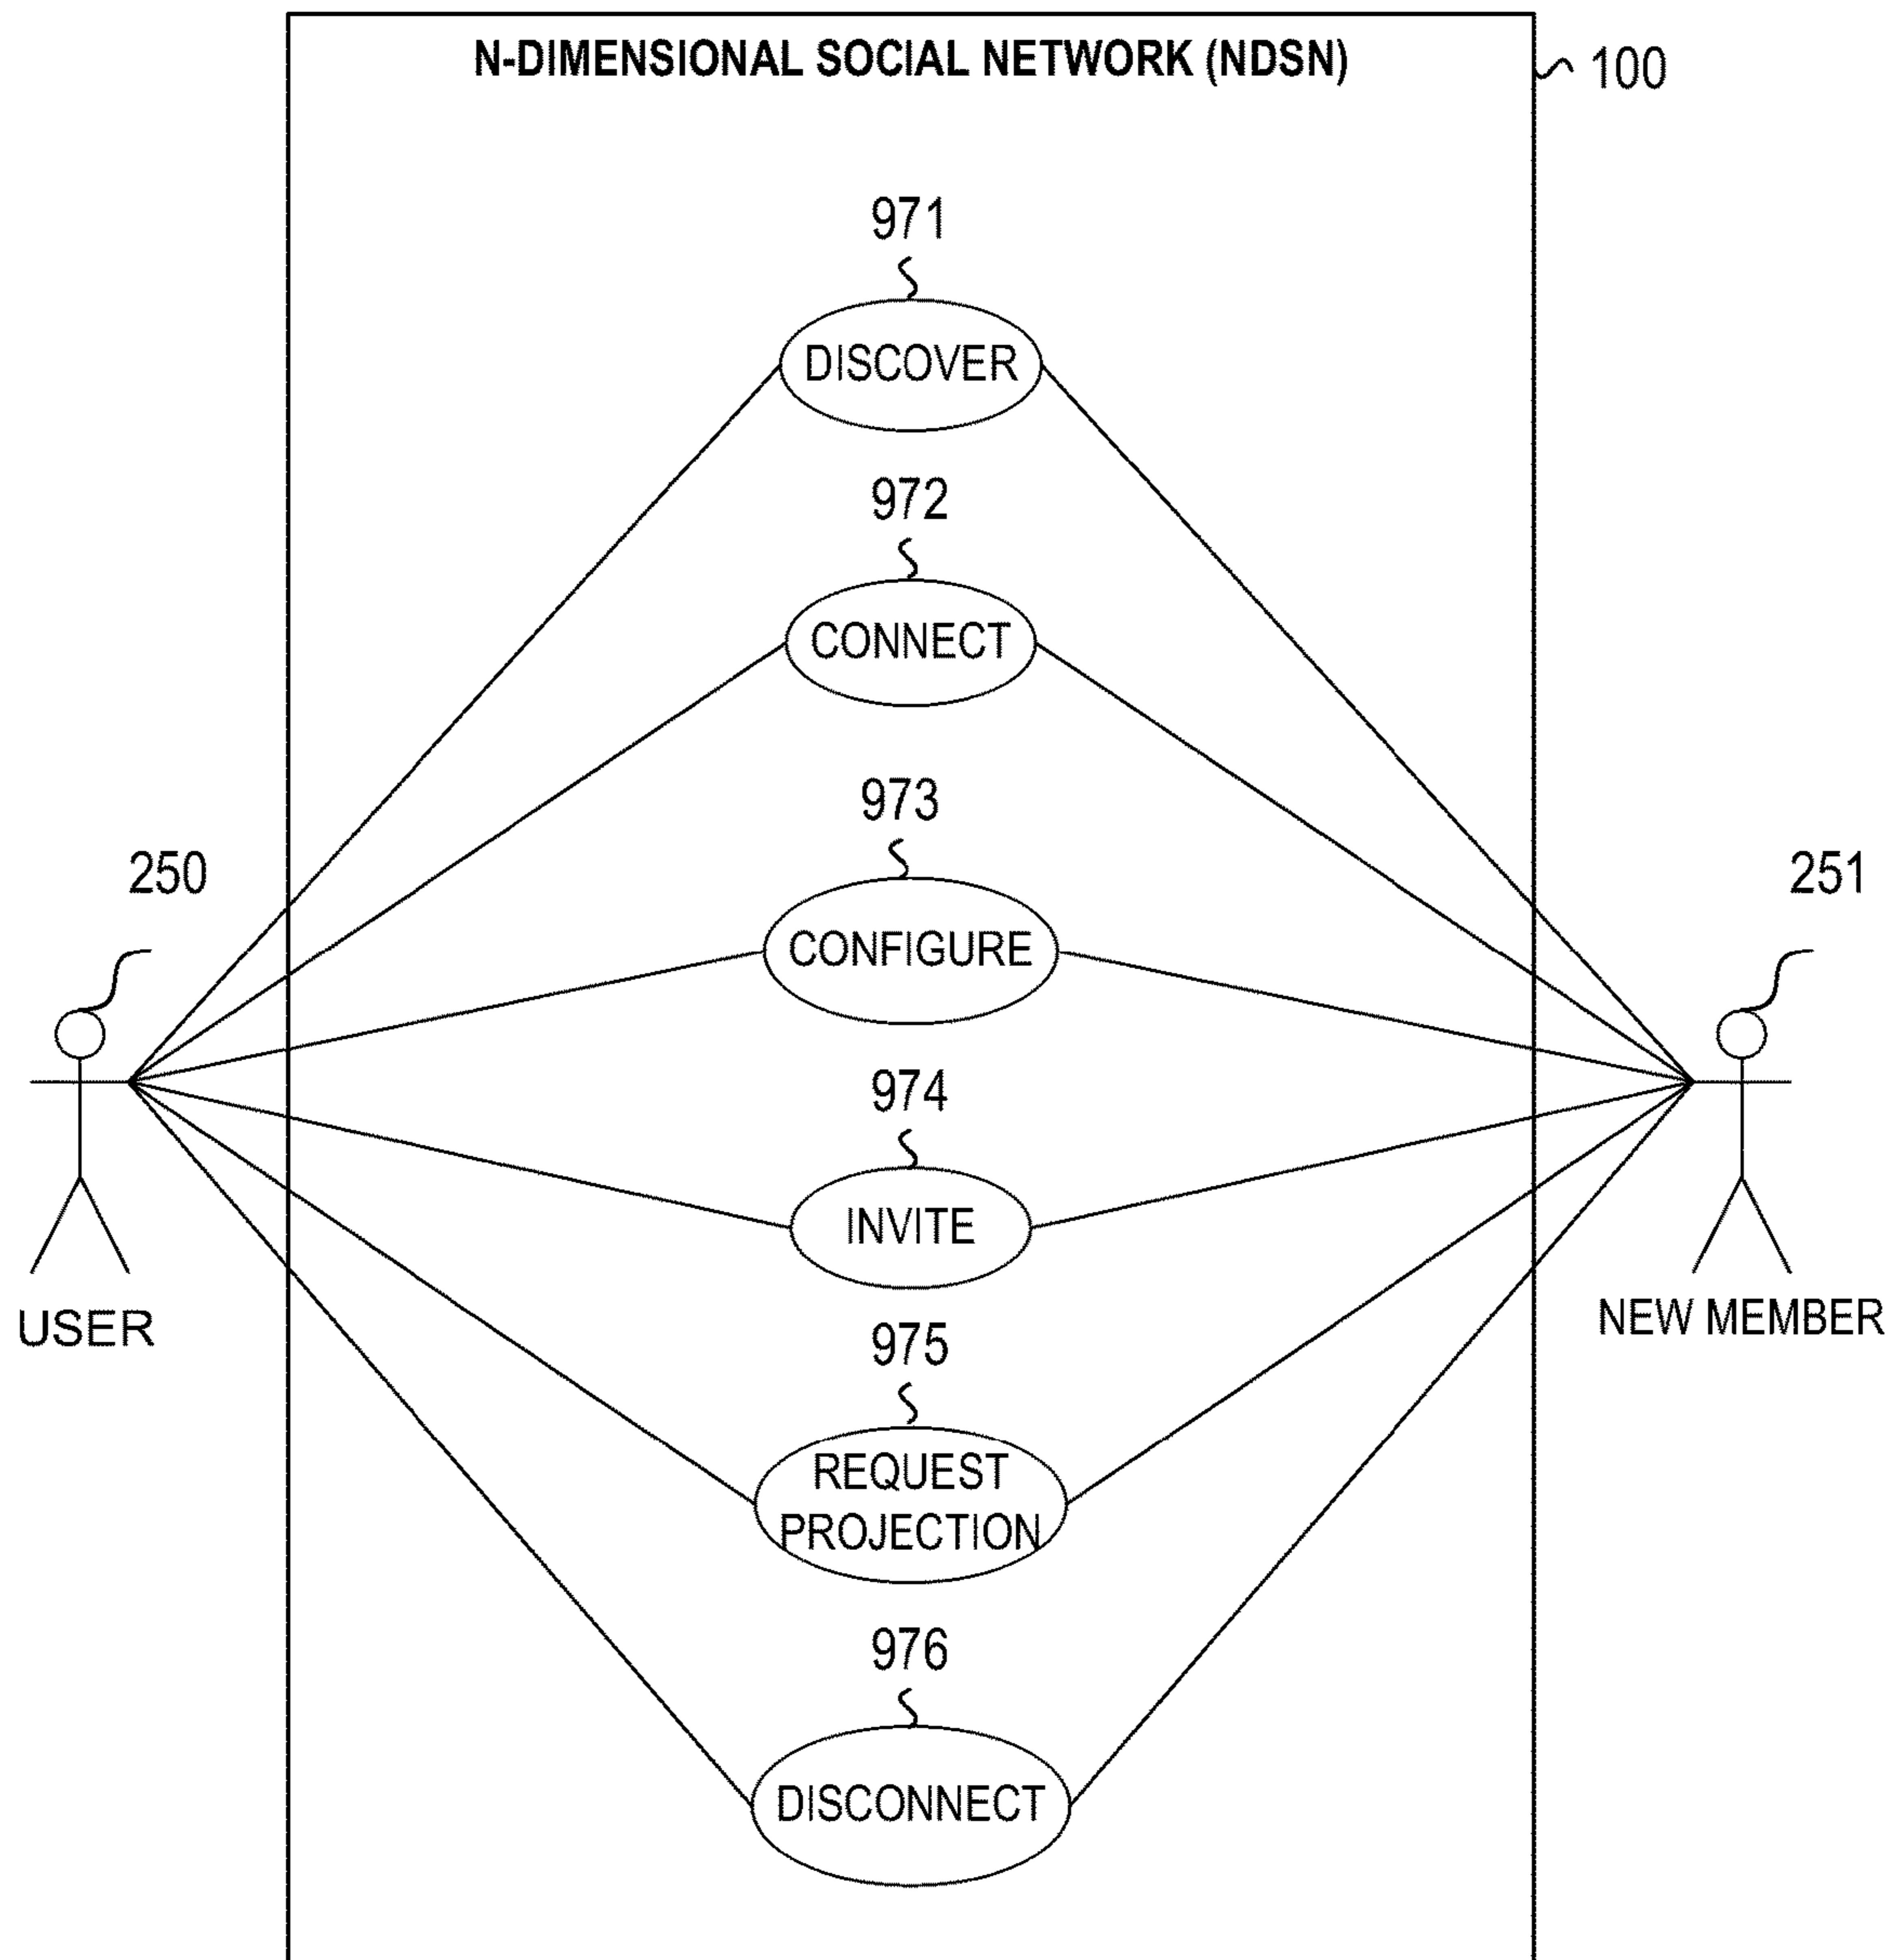 N-DIMENSIONAL SOCIAL NETWORK (NDSN)
100
971
DISCOVER
972
CONNECT
973
250
251
CONFIGURE
974
INVITE
USER
NEW MEMBER
975
REQUEST
PROJECTION
976
DISCONNECT